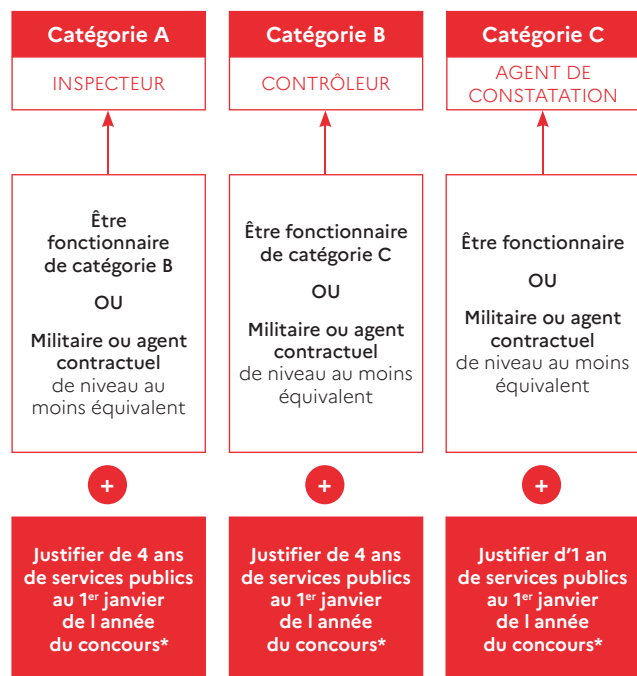 Catégorie A
INSPECTEUR
Être
fonctionnaire
de catégorie B
OU
Militaire ou agent
contractuel
de niveau au
moins équivalent
+
Justifier de 4 ans
de services publics
au 1er janvier
de l année
du concours*
Catégorie B
CONTRÔLEUR
Être fonctionnaire
de catégorie C
OU
Militaire ou agent
contractuel
de niveau au moins
équivalent
+
Justifier de 4 ans
de services publics
au 1er janvier
de l année
du concours*
Catégorie C
AGENT DE
CONSTATATION
Être fonctionnaire
OU
Militaire ou agent
contractuel
de niveau au moins
équivalent
+
Justifier d'1 an
de services publics
au 1er janvier
de l année
du concours*